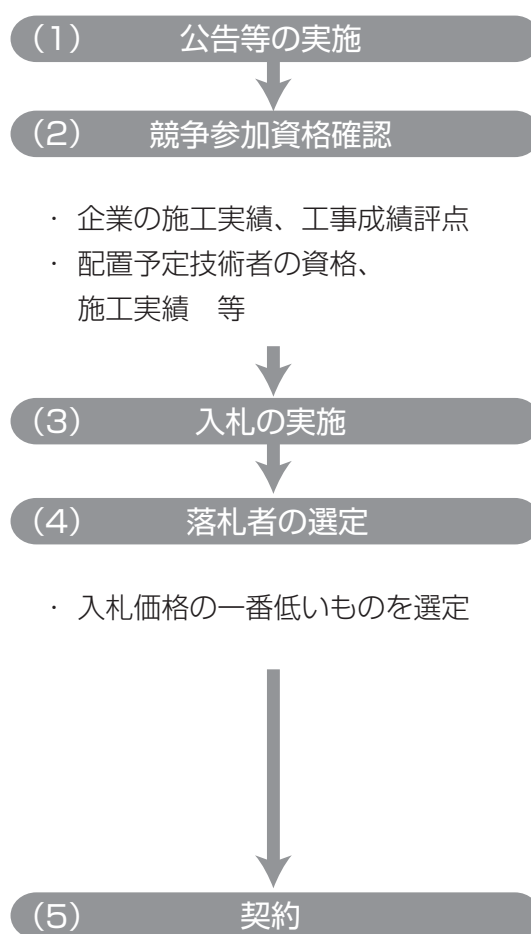 （1）　公告等の実施
（2）　競争参加資格確認
・ 企業の施工実績、工事成績評点
・ 配置予定技術者の資格、
施工実績　等
（3）　入札の実施
（4）　落札者の選定
・ 入札価格の一番低いものを選定
（5）　契約